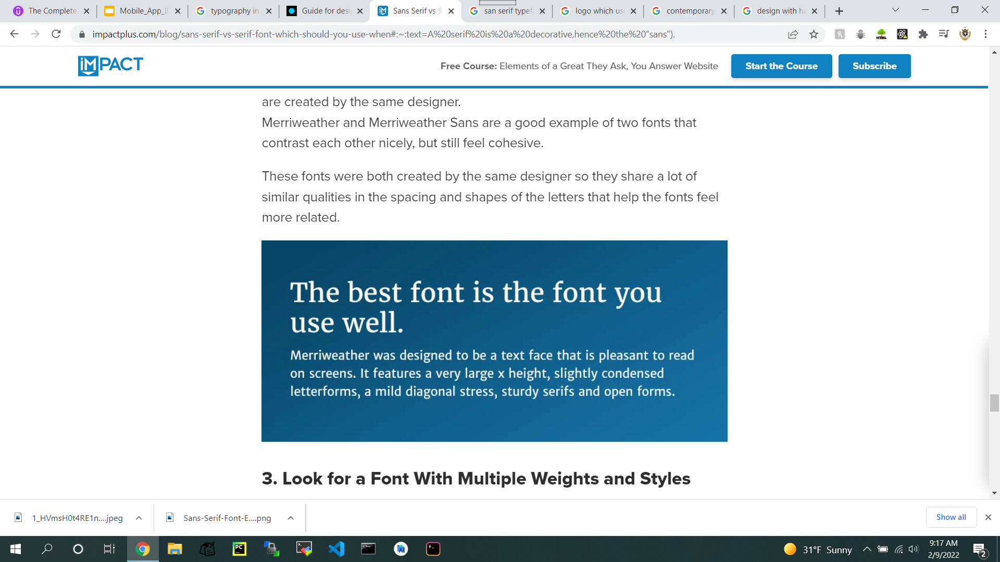 The Complete
Mobile_App_I
typography in
Guide for desi
Sans Serif vs S
san serif typefa
logo which us
contemporary
design with ha
impactplus.com/blog/sans-serif-vs-serif-font-which-should-you-use-when#:~:text=A%20serif%20is%20a%20decorative,hence%20the%20“sans”).
iMPACT
Free Course: Elements of a Great They Ask, You Answer Website
Start the Course
Subscribe
are created by the same designer.
Merriweather and Merriweather Sans are a good example of two fonts that
contrast each other nicely, but still feel cohesive.
These fonts were both created by the same designer so they share a lot of
similar qualities in the spacing and shapes of the letters that help the fonts feel
more related.
The best font is the font you
use well.
Merriweather was designed to be a text face that is pleasant to read
on screens. It features a very large x height, slightly condensed
letterforms, a mild diagonal stress, sturdy serifs and open forms.
3. Look for a Font With Multiple Weights and Styles
1_HVmsH0t4RE1n....jpeg
Sans-Serif-Font-E....png
Show all
31°F Sunny
9:17 AM
2/9/2022
2